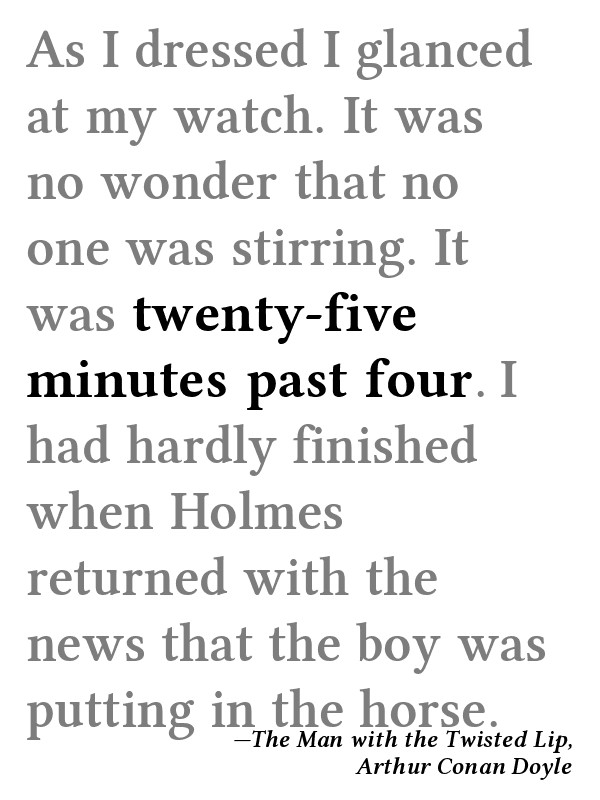 As I dressed I glanced
at my watch. It was
no wonder that no
one was stirring. It
was twenty-five
minutes past four. I
had hardly finished
when Holmes
returned with the
news that the boy was
putting in the horse.
—The Man with the Twisted Lip,
Arthur Conan Doyle